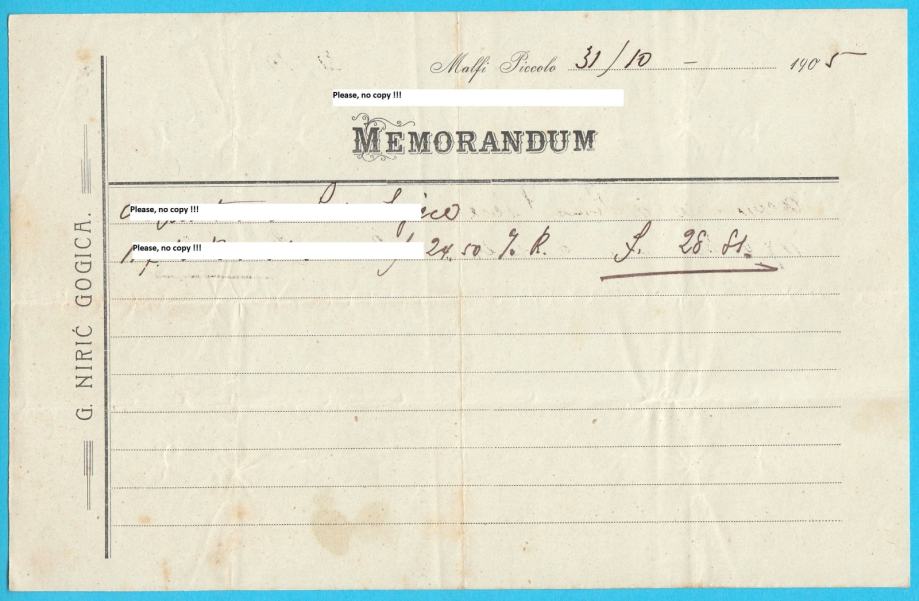 Malfi Piccolo 31/10 – 1905
Please, no copy !!!
MEMORANDUM
Please, no copy !!!
Please, no copy !!!
24.50 % R. f. 28.81.
G. NIRIĆ GOGICA.